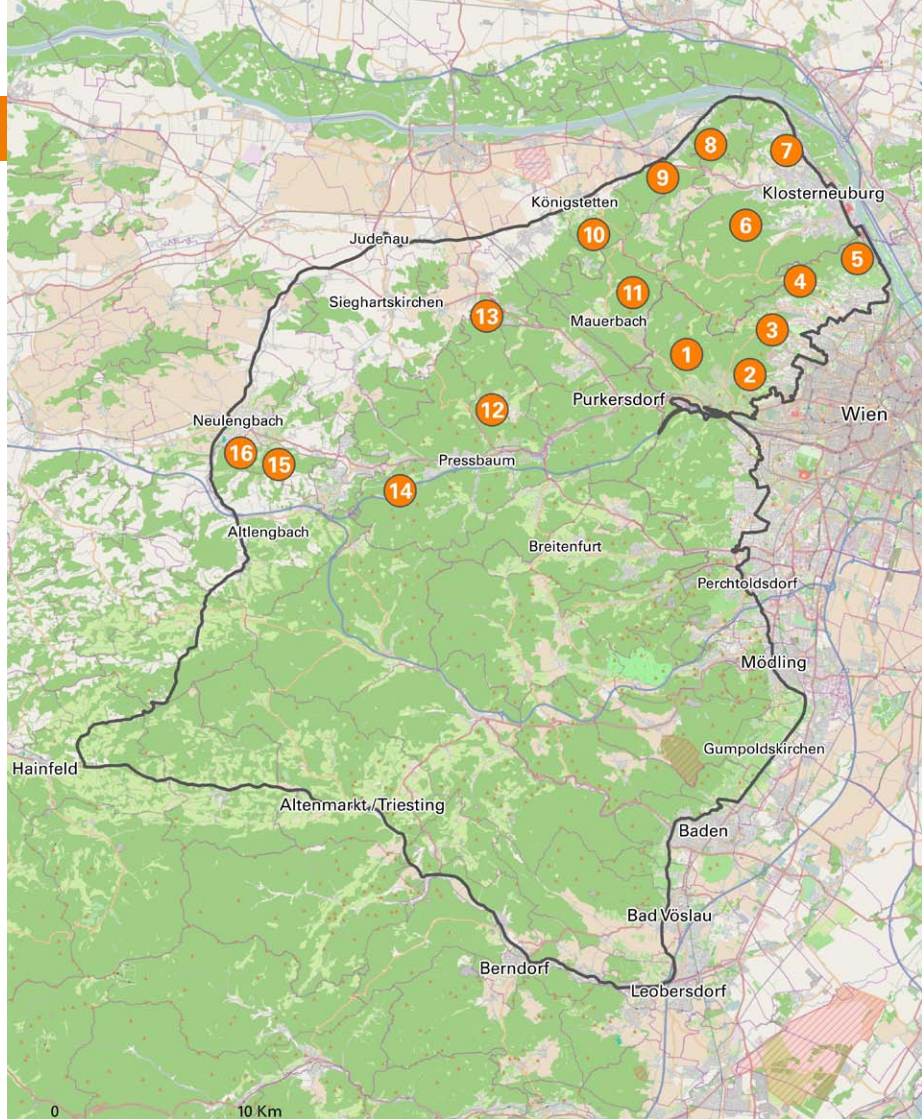 8
7
9
Klosterneuburg
Königstetten
6
10
Judenau
5
4
11
Sieghartskirchen
13
Mauerbach
3
1
2
Purkersdorf
12
Wien
Neulengbach
16
15
Pressbaum
14
Altlengbach
Breitenfurt
Perchtoldsdorf
Mödling
Gumpoldskirchen
Hainfeld
Altenmarkt/Triesting
Baden
Bad Vöslau
Berndorf
Leobersdorf
0 10 Km